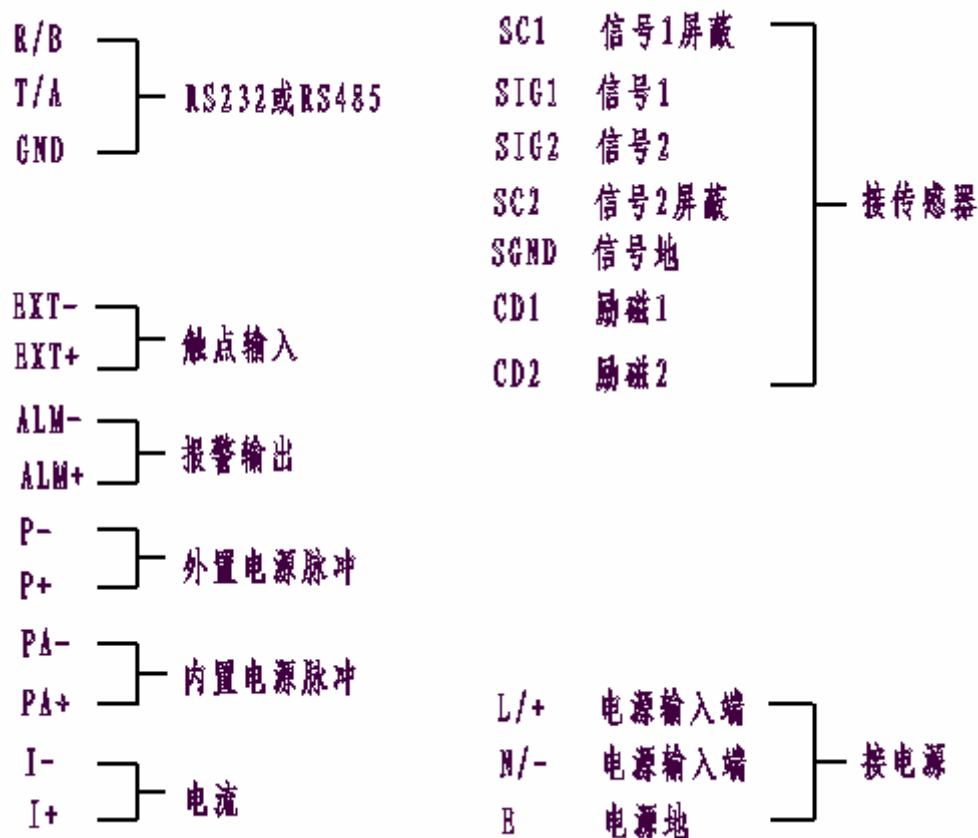 R/B
T/A
GND
RS232或RS485
EXT-
EXT+
触点输入
ALM-
ALM+
报警输出
P-
P+
外置电源脉冲
PA-
PA+
内置电源脉冲
I-
I+
电流
SC1 信号1屏蔽
SIG1 信号1
SIG2 信号2
SC2 信号2屏蔽
SGND 信号地
CD1 励磁1
CD2 励磁2
接传感器
L/+ 电源输入端
N/- 电源输入端
E 电源地
接电源